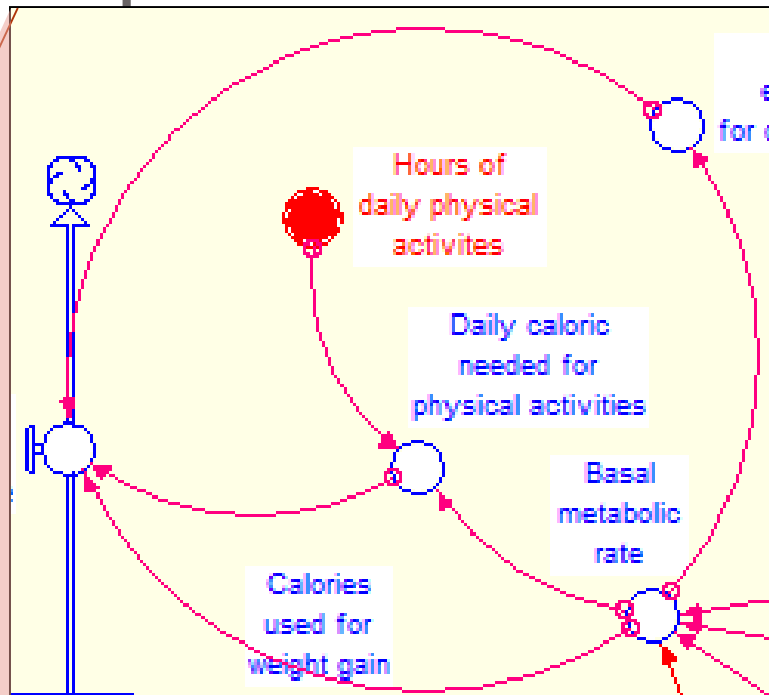 for
Hours of
daily physical
activites
Daily caloric
needed for
physical activities
Basal
metabolic
rate
Calories
used for
weight gain